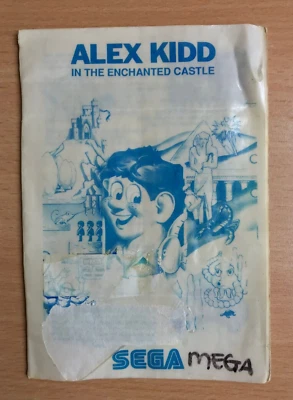 ALEX KIDD
IN THE ENCHANTED CASTLE
SEGA MEGA